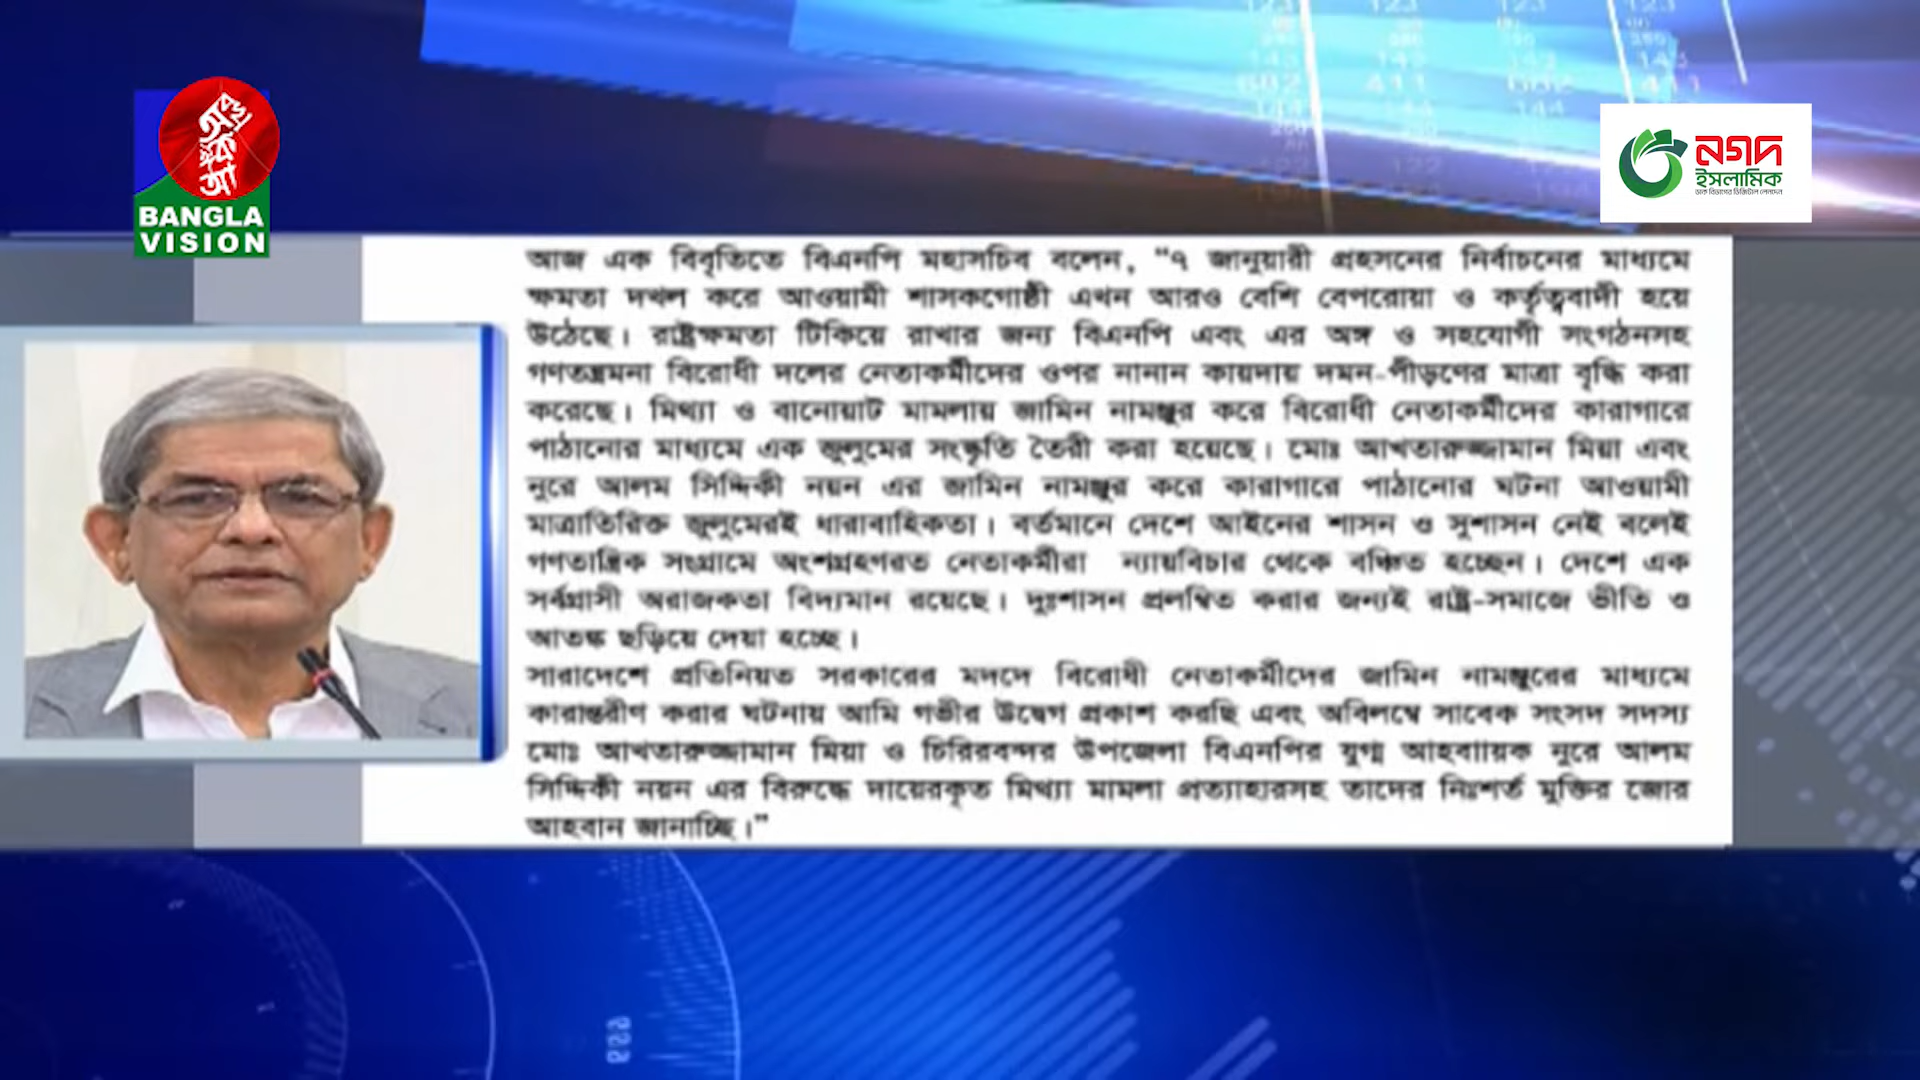 BANGLA
VISION
নগদ
ইসলামিক
ডাক বিভাগের ডিজিটাল লেনদেন
আজ এক বিবৃতিতে বিএনপি মহাসচিব বলেন, “৭ জানুয়ারী প্রহসনের নির্বাচনের মাধ্যমে
ক্ষমতা দখল করে আওয়ামী শাসকগোষ্ঠী এখন আরও বেশি বেপরোয়া ও কর্তৃত্ববাদী হয়ে
উঠেছে। রাষ্ট্রক্ষমতা টিকিয়ে রাখার জন্য বিএনপি এবং এর অঙ্গ ও সহযোগী সংগঠনসহ
গণতন্ত্রমনা বিরোধী দলের নেতাকর্মীদের ওপর নানান কায়দায় দমন-পীড়ণের মাত্রা বৃদ্ধি করা
করেছে। মিথ্যা ও বানোয়াট মামলায় জামিন নামঞ্জুর করে বিরোধী নেতাকর্মীদের কারাগারে
পাঠানোর মাধ্যমে এক জুলুমের সংস্কৃতি তৈরী করা হয়েছে। মোঃ আখতারুজ্জামান মিয়া এবং
নুরে আলম সিদ্দিকী নয়ন এর জামিন নামঞ্জুর করে কারাগারে পাঠানোর ঘটনা আওয়ামী
মাত্রাতিরিক্ত জুলুমেরই ধারাবাহিকতা। বর্তমানে দেশে আইনের শাসন ও সুশাসন নেই বলেই
গণতান্ত্রিক সংগ্রামে অংশগ্রহণরত নেতাকর্মীরা ন্যায়বিচার থেকে বঞ্চিত হচ্ছেন। দেশে এক
সর্বগ্রাসী অরাজকতা বিদ্যমান রয়েছে। দুঃশাসন প্রলম্বিত করার জন্যই রাষ্ট্র-সমাজে ভীতি ও
আতঙ্ক ছড়িয়ে দেয়া হচ্ছে।
সারাদেশে প্রতিনিয়ত সরকারের মদদে বিরোধী নেতাকর্মীদের জামিন নামঞ্জুরের মাধ্যমে
কারান্তরীণ করার ঘটনায় আমি গভীর উদ্বেগ প্রকাশ করছি এবং অবিলম্বে সাবেক সংসদ সদস্য
মোঃ আখতারুজ্জামান মিয়া ও চিরিরবন্দর উপজেলা বিএনপির যুগ্ম আহবাায়ক নুরে আলম
সিদ্দিকী নয়ন এর বিরুদ্ধে দায়েরকৃত মিথ্যা মামলা প্রত্যাহারসহ তাদের নিঃশর্ত মুক্তির জোর
আহবান জানাচ্ছি।”